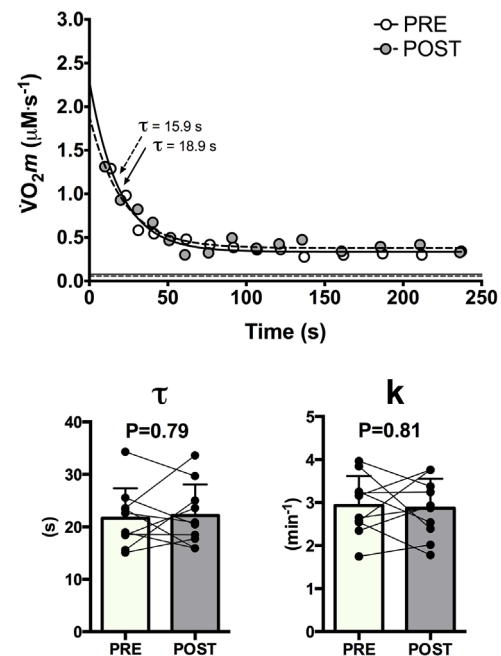 PRE
POST
3.0
2.5
2.0
1.5
1.0
0.5
0.0
V̇O₂m (μM·s⁻¹)
τ = 15.9 s
τ = 18.9 s
0 50 100 150 200 250
Time (s)
τ
P=0.79
40
30
20
10
0
(s)
PRE POST
k
P=0.81
5
4
3
2
1
0
(min⁻¹)
PRE POST